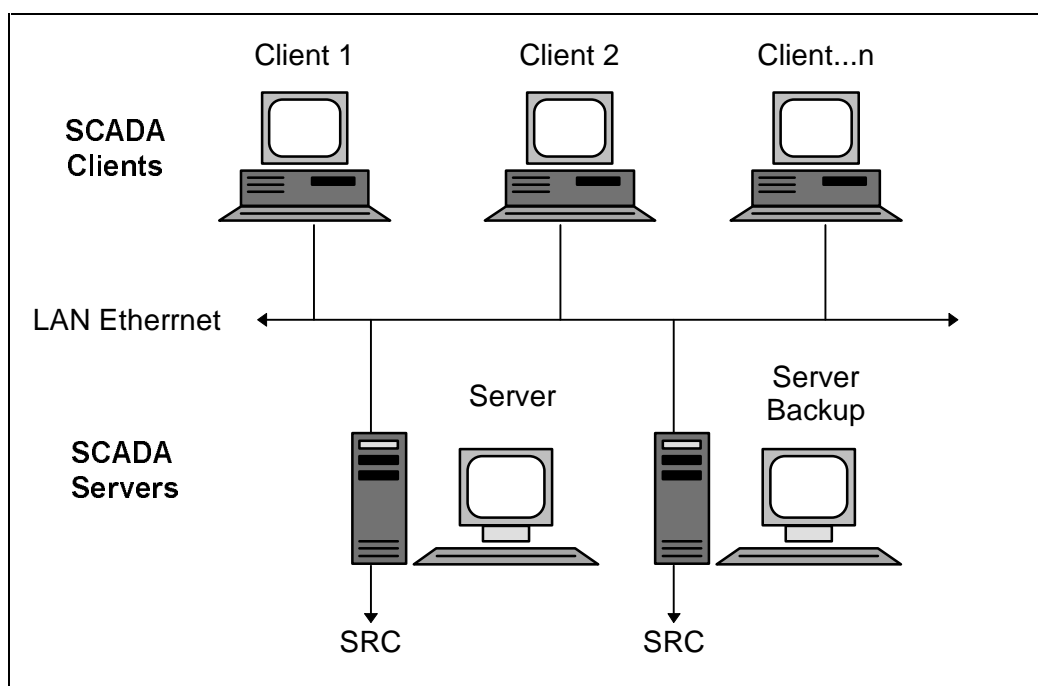 Client 1
Client 2
Client...n
SCADA
Clients
LAN Etherrnet
Server
Server
Backup
SCADA
Servers
SRC
SRC